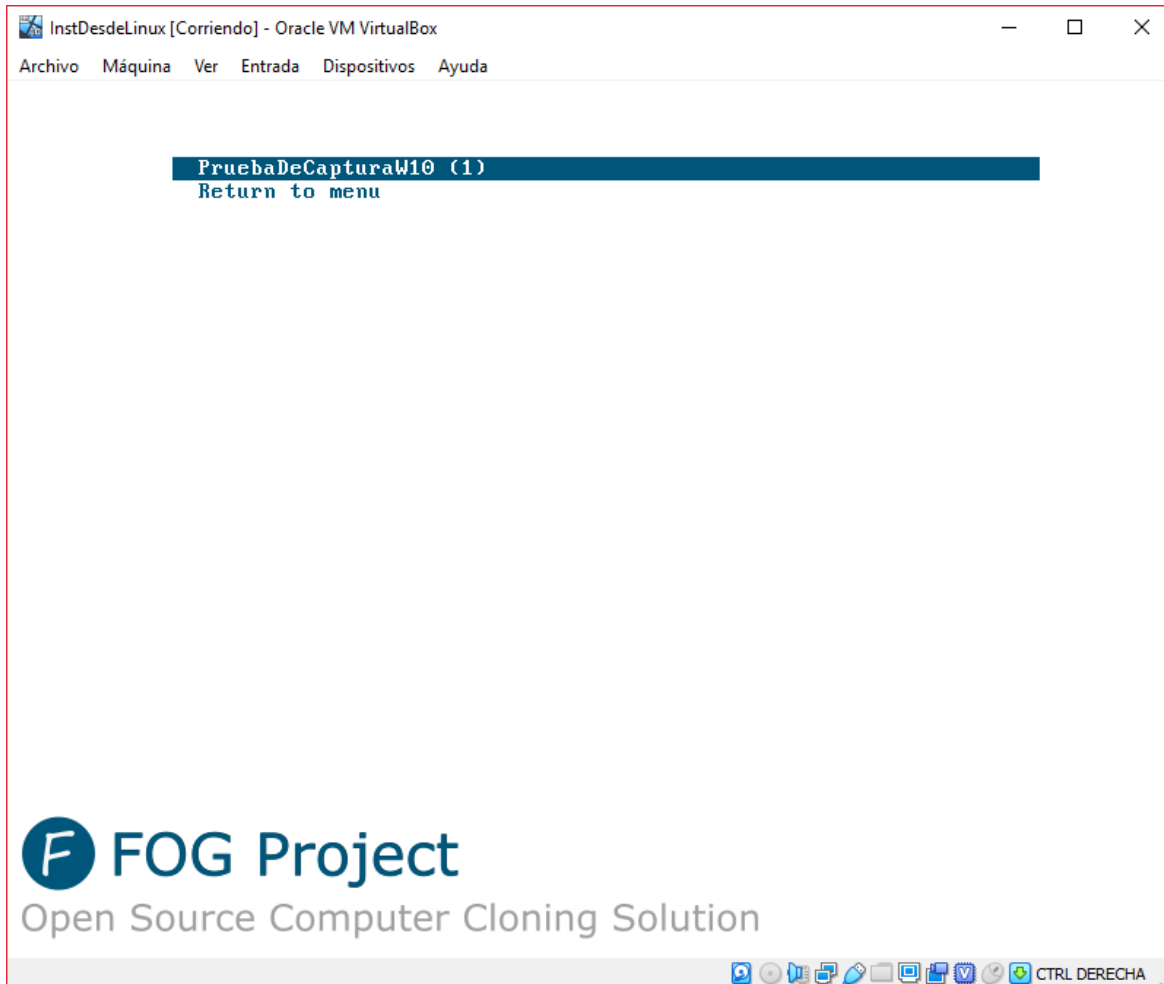 InstDesdeLinux [Corriendo] - Oracle VM VirtualBox
Archivo Máquina Ver Entrada Dispositivos Ayuda
PruebaDeCapturaW10 (1)
Return to menu
F FOG Project
Open Source Computer Cloning Solution
CTRL DERECHA